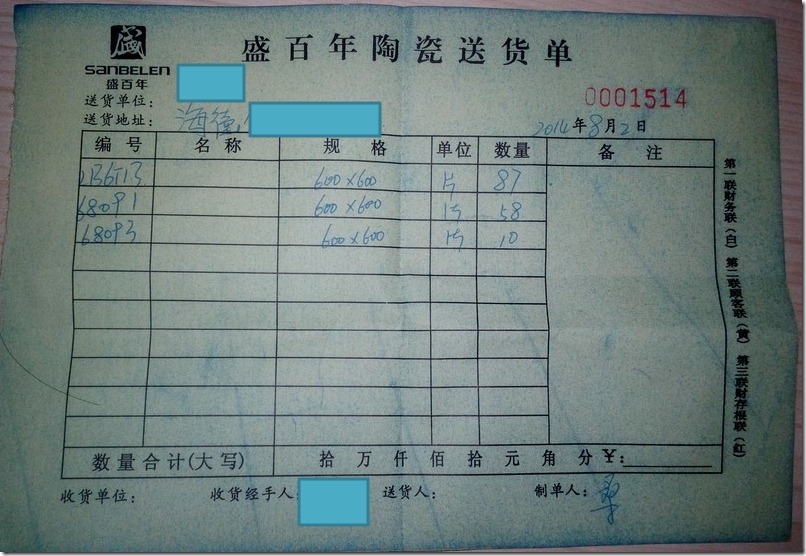 盛
SANBELEN
盛百年
盛百年陶瓷送货单
送货单位：
0001514
送货地址： 海德
2014年8月2日
编号 名称 规格 单位 数量 备注
600×600 片 87
68091 600×600 片 58
68093 600×600 片 10
数量合计(大写) 拾 万 仟 佰 拾 元 角 分 ¥：
收货单位： 收货经手人： 送货人： 制单人：
第一联财务联（白） 第二联顾客联（黄） 第三联财存根联（红）